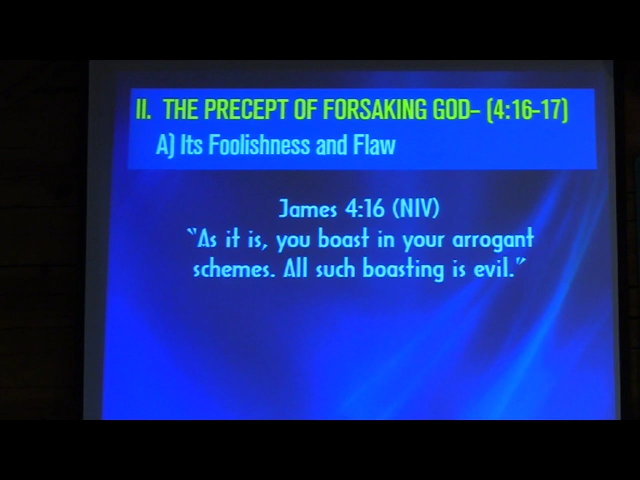 II. THE PRECEPT OF FORSAKING GOD– (4:16-17)
A) Its Foolishness and Flaw
James 4:16 (NIV)
“As it is, you boast in your arrogant
schemes. All such boasting is evil.”